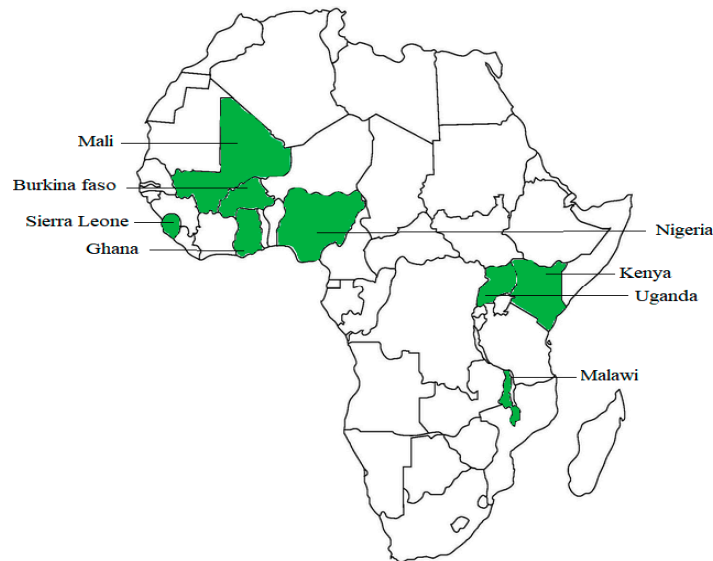 Mali
Burkina faso
Sierra Leone
Ghana
Nigeria
Kenya
Uganda
Malawi